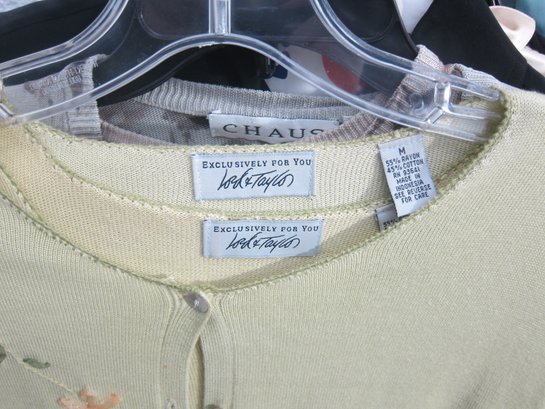 CHAUS
EXCLUSIVELY FOR YOU
Lord & Taylor
M
55% RAYON
45% COTTON
RN 93641
MADE IN
INDONESIA
SEE REVERSE
FOR CARE
EXCLUSIVELY FOR YOU
Lord & Taylor